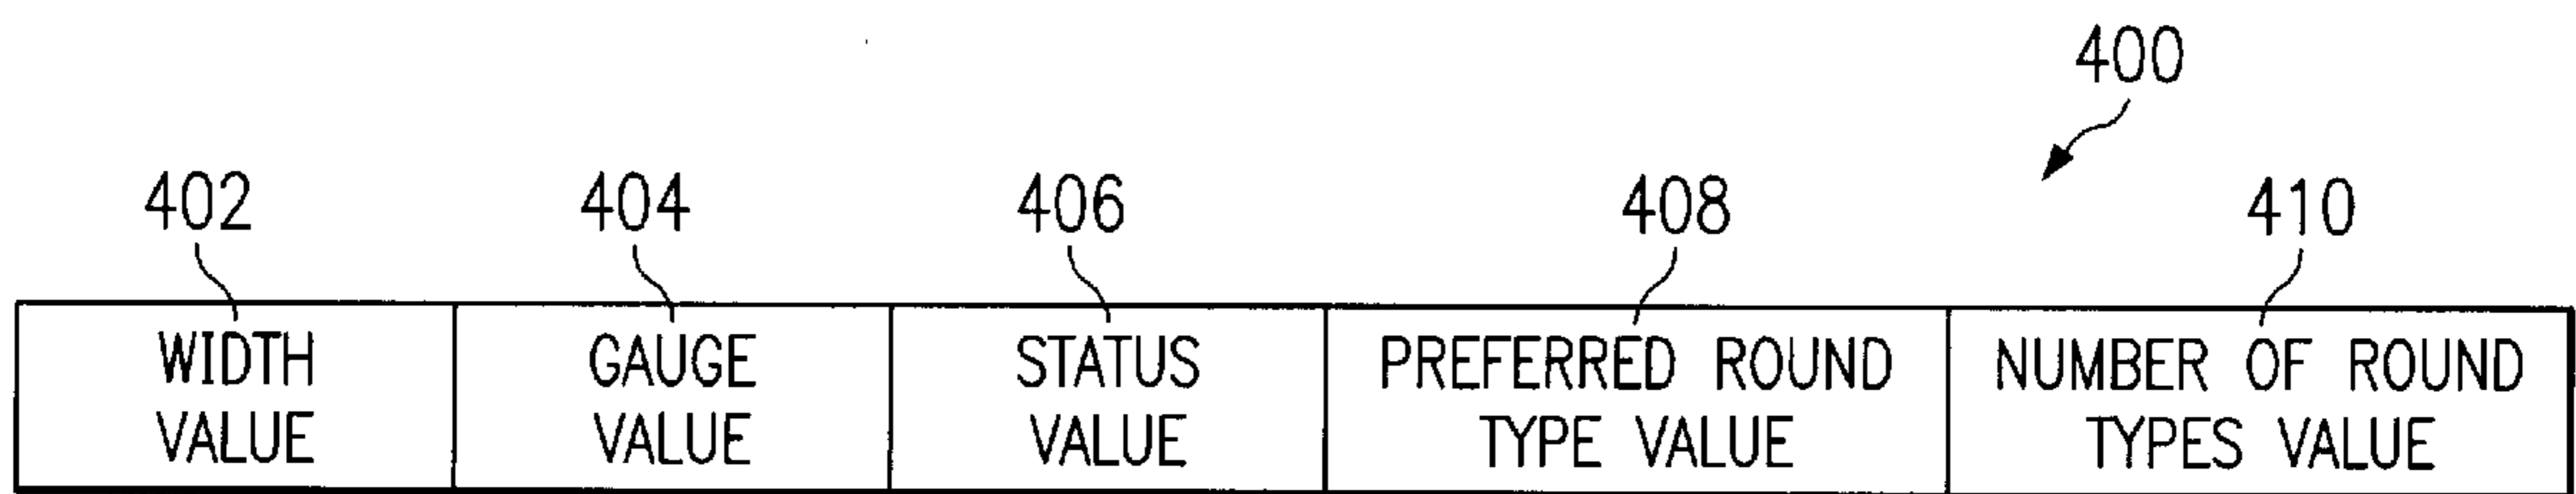 400
402 404 406 408 410
WIDTH GAUGE STATUS PREFERRED ROUND NUMBER OF ROUND
VALUE VALUE VALUE TYPE VALUE TYPES VALUE